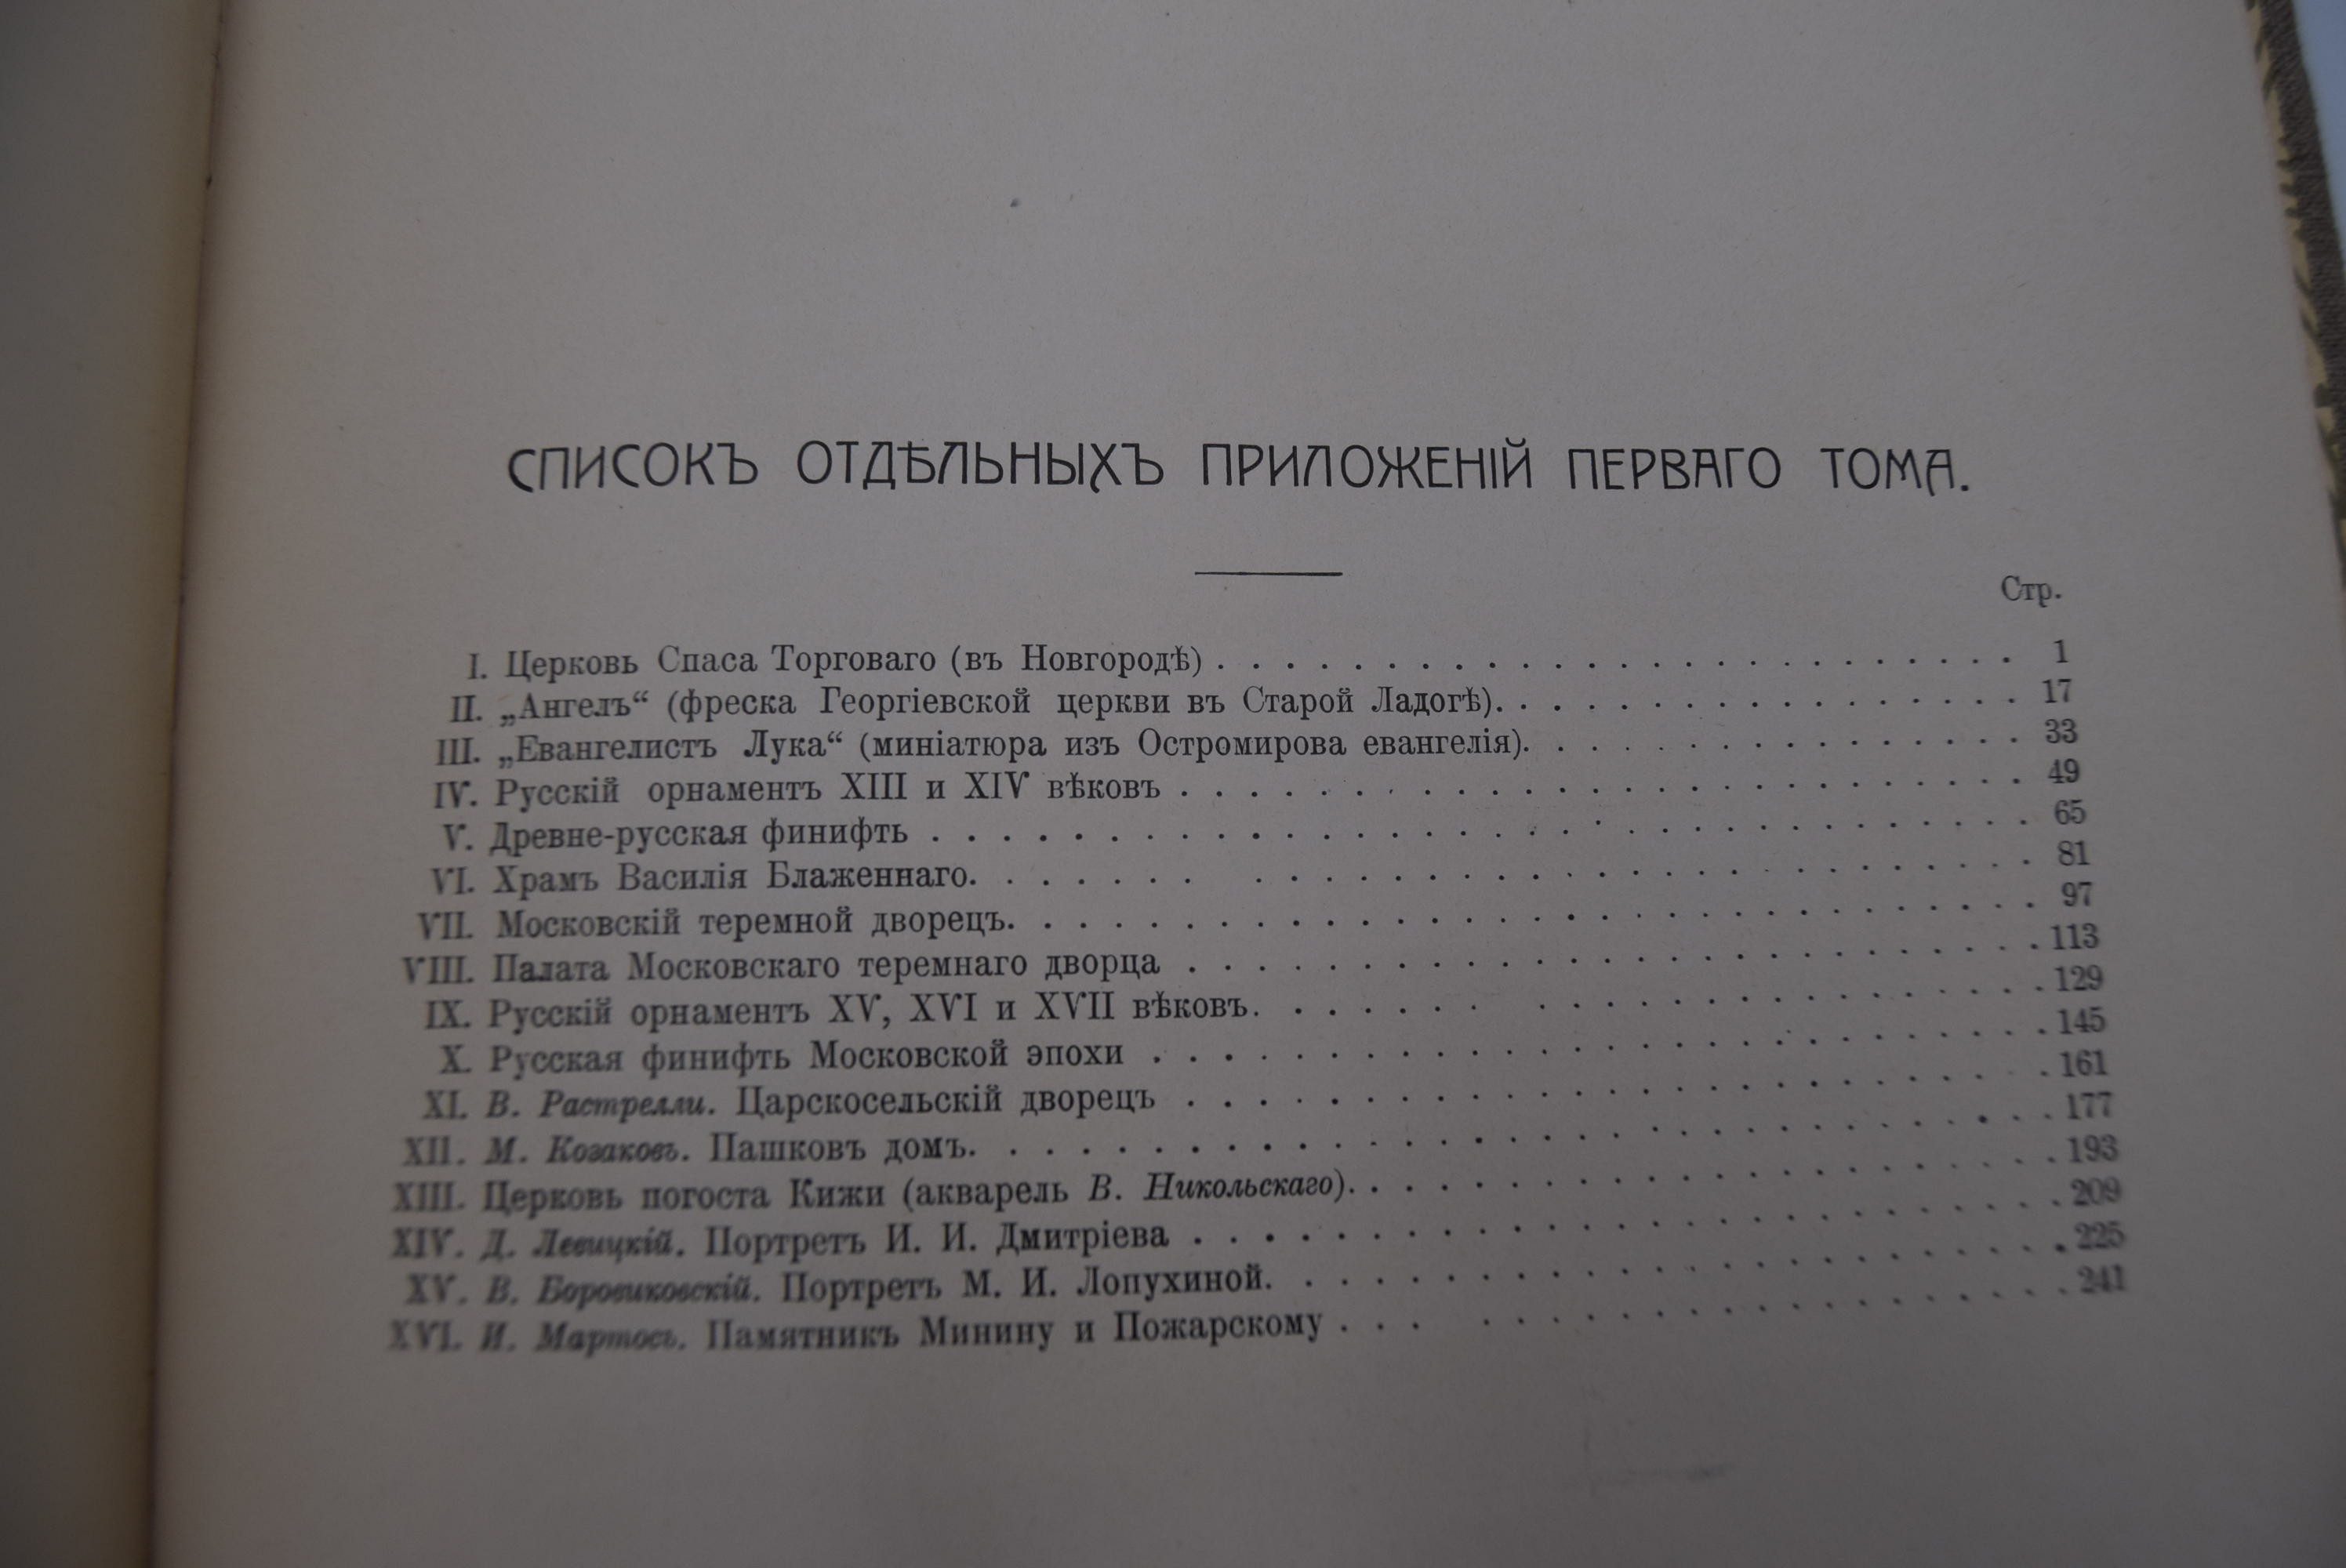 СПИСОКЪ ОТДѢЛЬНЫХЪ ПРИЛОЖЕНІЙ ПЕРВАГО ТОМА.
Стр.
I. Церковь Спаса Торговаго (въ Новгородѣ) . . . . . . . . . . . . . . . . . . . . . . . . 1
II. „Ангелъ“ (фреска Георгіевской церкви въ Старой Ладогѣ). . . . . . . . . . . . . . . . 17
III. „Евангелистъ Лука“ (миніатюра изъ Остромирова евангелія). . . . . . . . . . . . . . . 33
IV. Русскій орнаментъ XIII и XIV вѣковъ . . . . . . . . . . . . . . . . . . . . . . . . . 49
V. Древне-русская финифть . . . . . . . . . . . . . . . . . . . . . . . . . . . . . . . 65
VI. Храмъ Василія Блаженнаго. . . . . . . . . . . . . . . . . . . . . . . . . . . . . . 81
VII. Московскій теремной дворецъ. . . . . . . . . . . . . . . . . . . . . . . . . . . . . 97
VIII. Палата Московскаго теремнаго дворца . . . . . . . . . . . . . . . . . . . . . . . . 113
IX. Русскій орнаментъ XV, XVI и XVII вѣковъ. . . . . . . . . . . . . . . . . . . . . . . 129
X. Русская финифть Московской эпохи . . . . . . . . . . . . . . . . . . . . . . . . . . 145
XI. В. Растрелли. Царскосельскій дворецъ . . . . . . . . . . . . . . . . . . . . . . . . 161
XII. М. Козаковъ. Пашковъ домъ. . . . . . . . . . . . . . . . . . . . . . . . . . . . . . 177
XIII. Церковь погоста Кижи (акварель В. Никольскаго). . . . . . . . . . . . . . . . . . . . 193
XIV. Д. Левицкій. Портретъ И. И. Дмитріева . . . . . . . . . . . . . . . . . . . . . . . . 209
XV. В. Боровиковскій. Портретъ М. И. Лопухиной. . . . . . . . . . . . . . . . . . . . . . 225
XVI. И. Мартосъ. Памятникъ Минину и Пожарскому . . . . . . . . . . . . . . . . . . . . 241